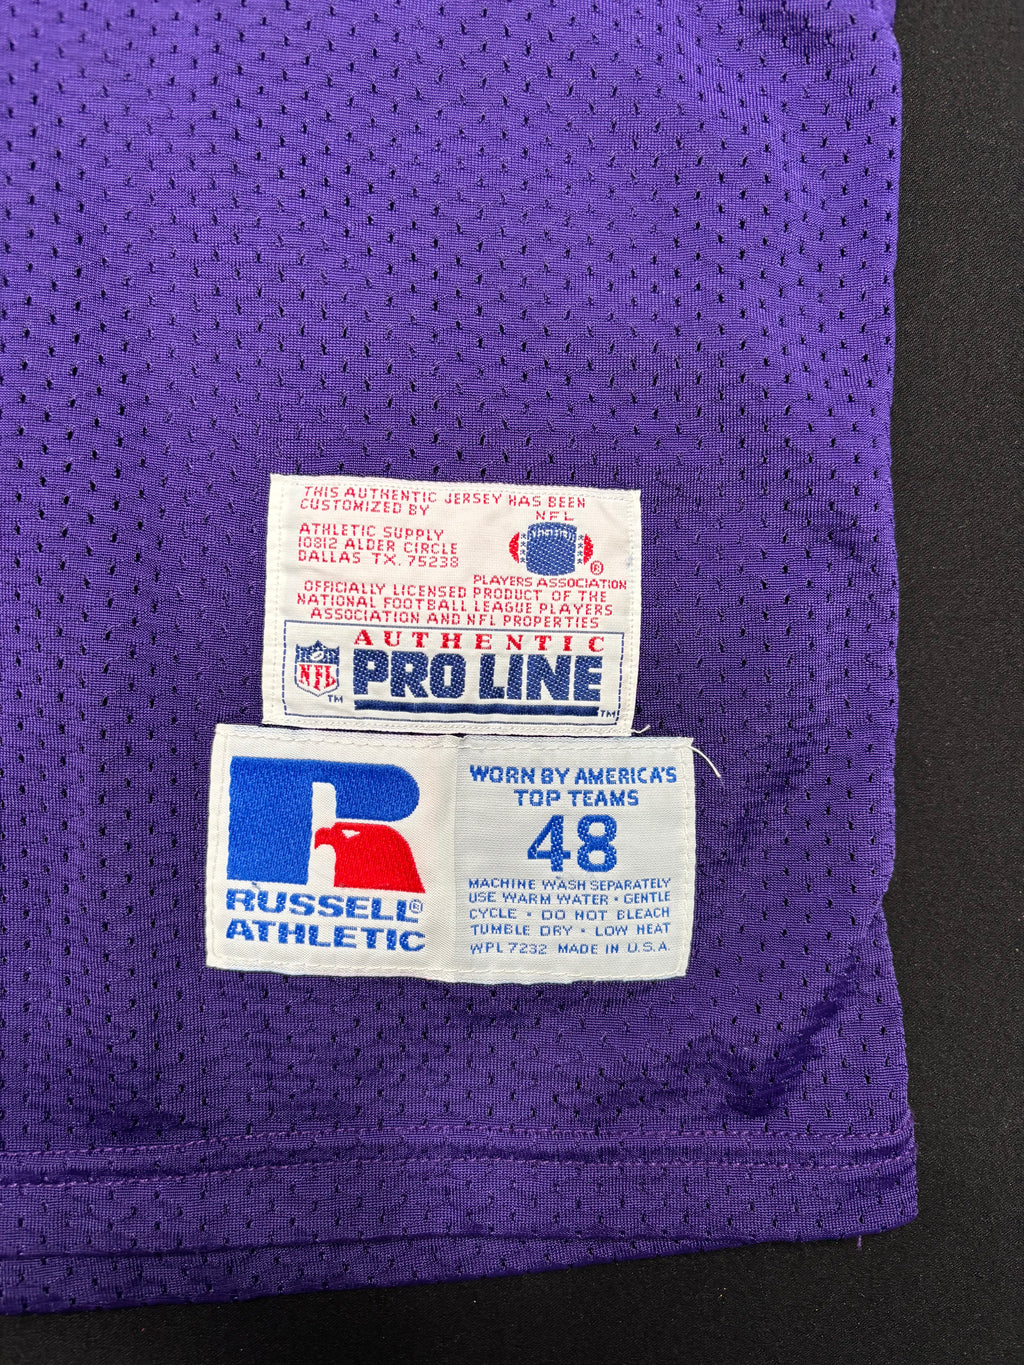 THIS AUTHENTIC JERSEY HAS BEEN
CUSTOMIZED BY
ATHLETIC SUPPLY
10812 ALDER CIRCLE
DALLAS TX. 75238
NFL
®
PLAYERS ASSOCIATION
OFFICIALLY LICENSED PRODUCT OF THE
NATIONAL FOOTBALL LEAGUE PLAYERS
ASSOCIATION AND NFL PROPERTIES
NFL
TM
AUTHENTIC
PRO LINE
TM
R
RUSSELL®
ATHLETIC
WORN BY AMERICA'S
TOP TEAMS
48
MACHINE WASH SEPARATELY
USE WARM WATER • GENTLE
CYCLE • DO NOT BLEACH
TUMBLE DRY • LOW HEAT
WPL 7232 MADE IN U.S.A.